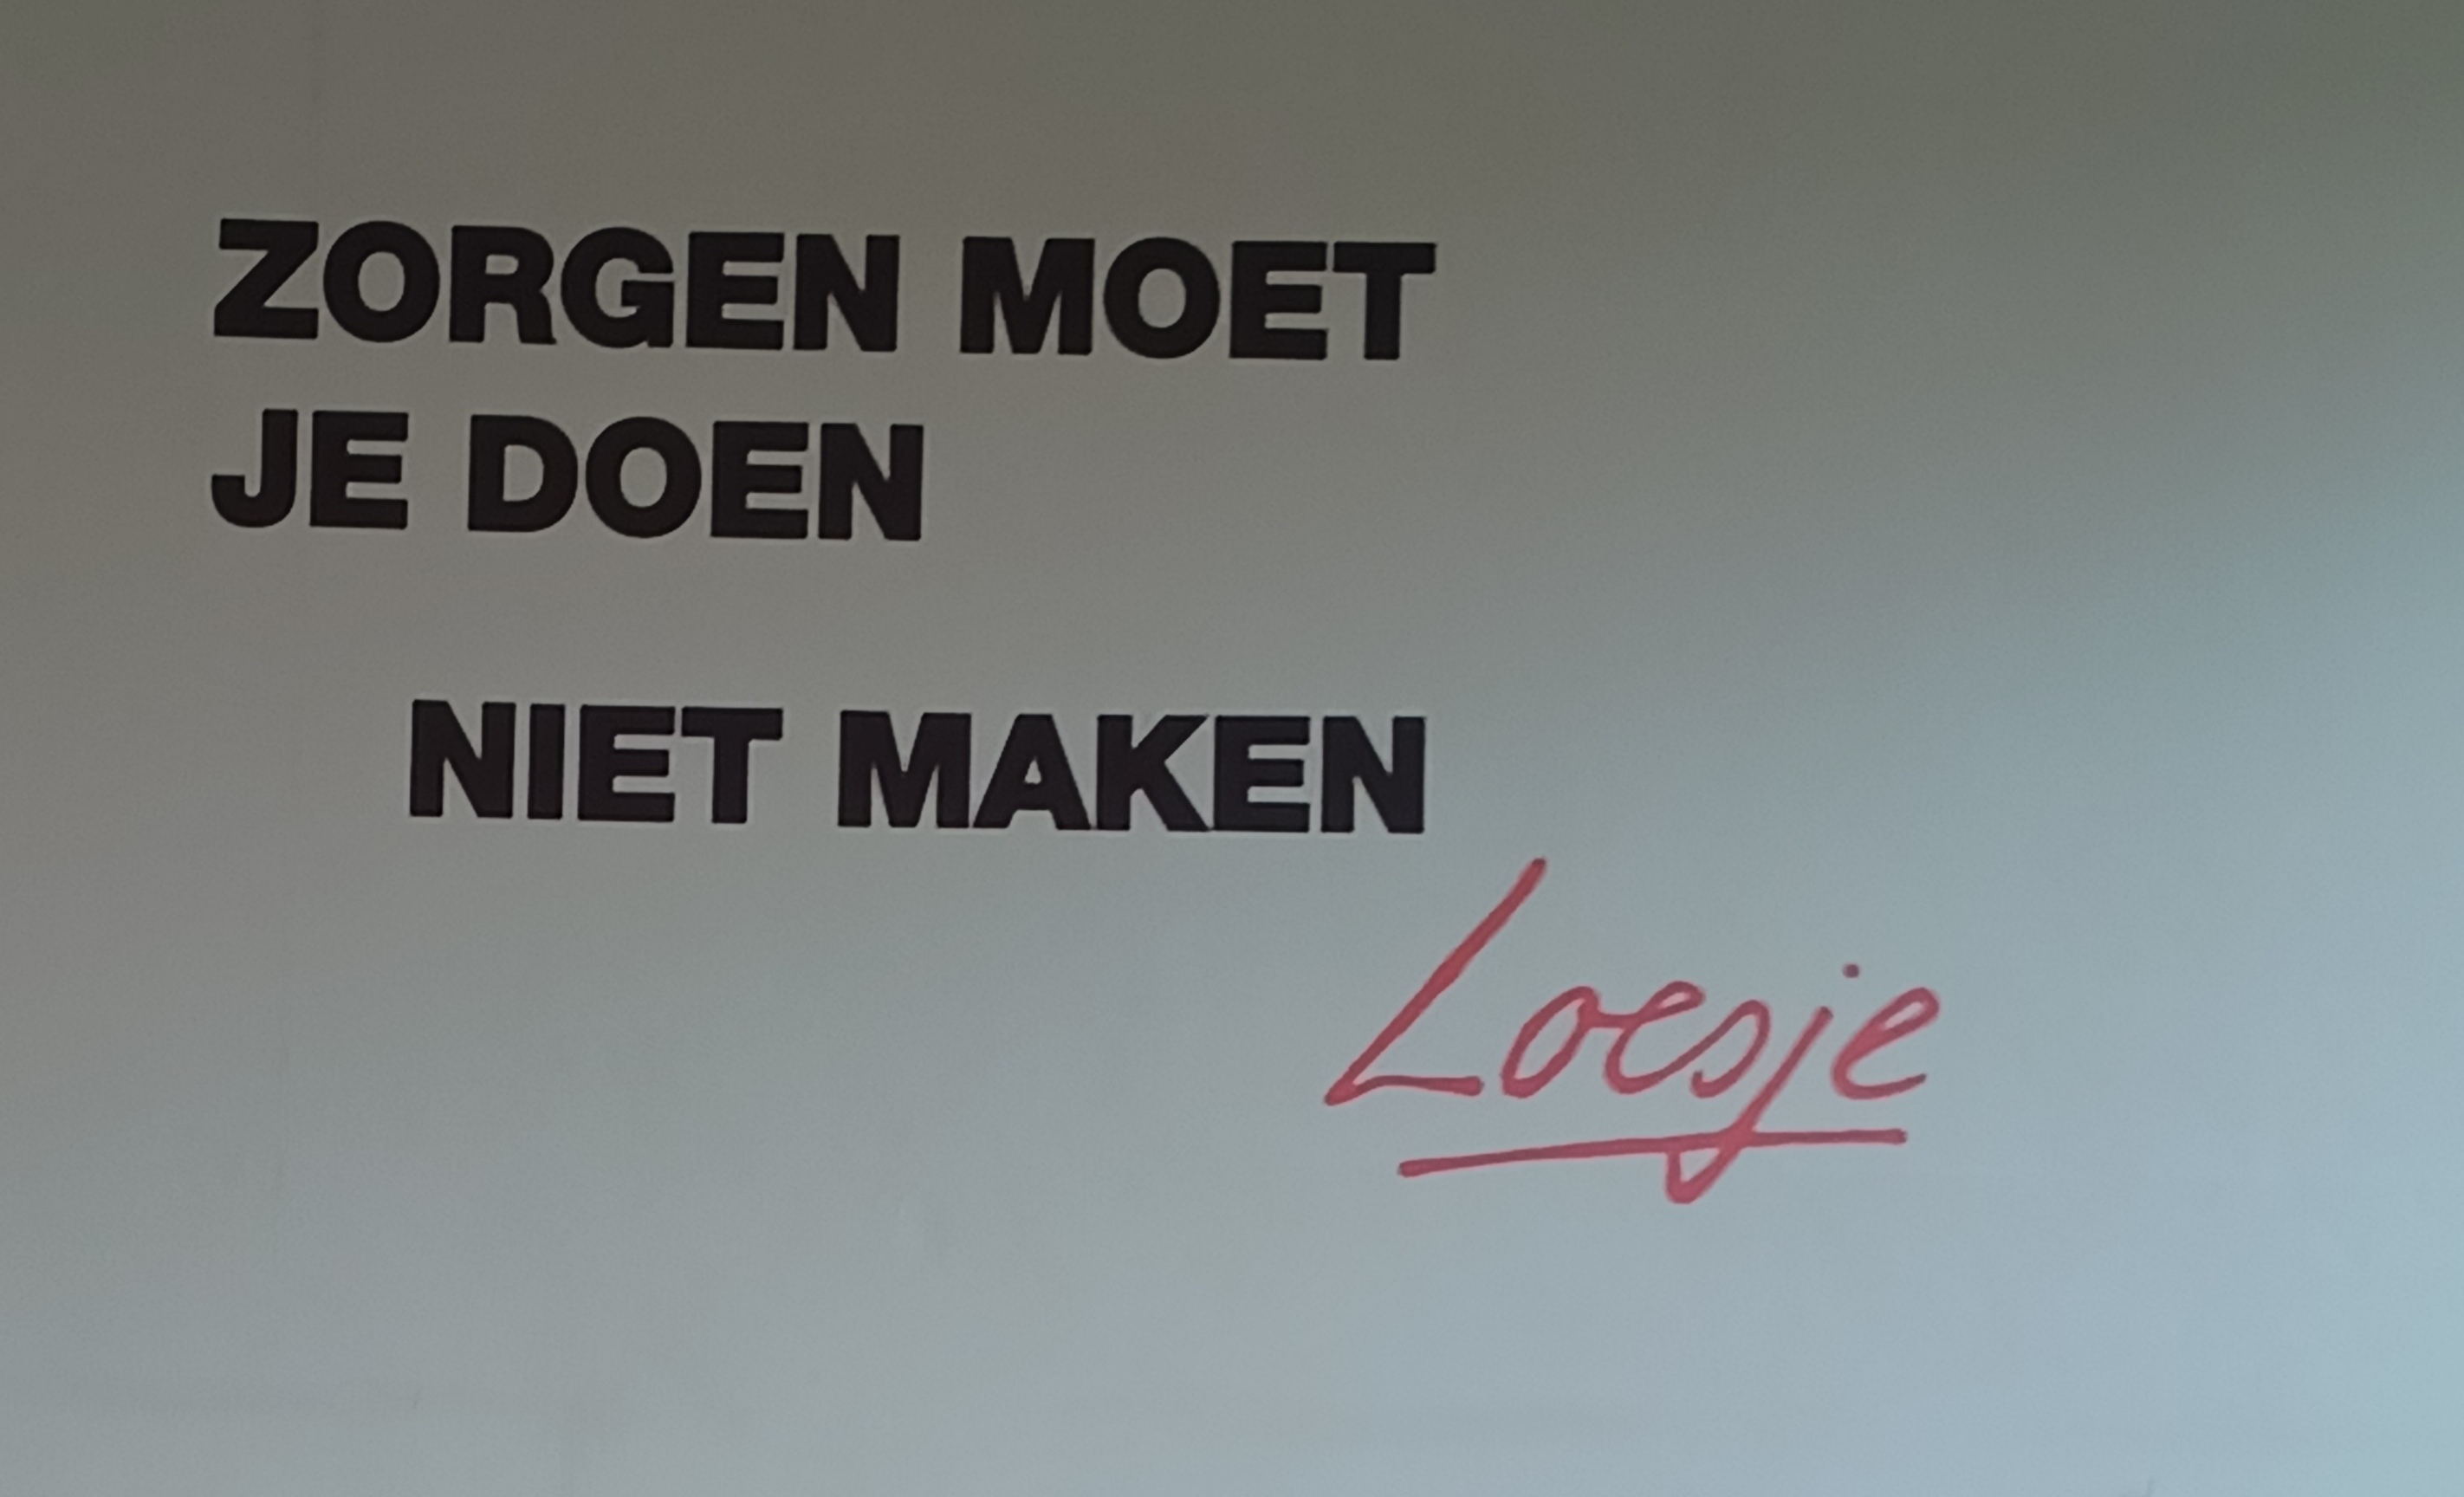 ZORGEN MOET
JE DOEN
NIET MAKEN
Loesje